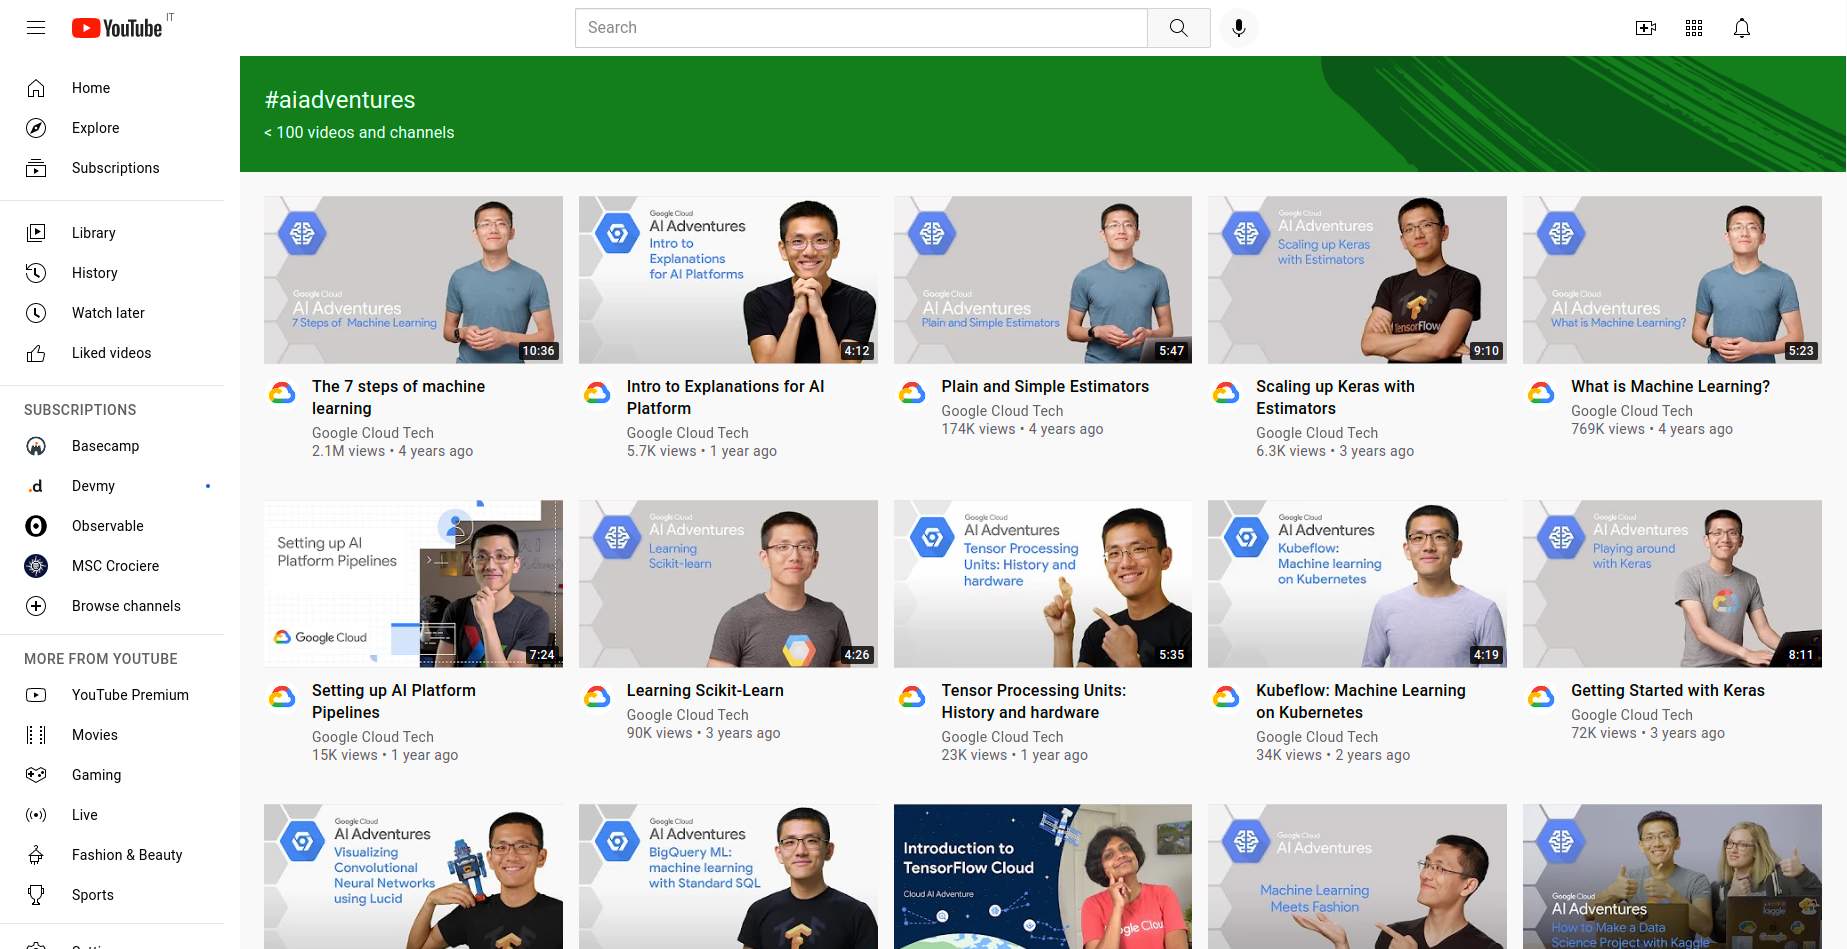 YouTube IT
Search
Home
Explore
Subscriptions
Library
History
Watch later
Liked videos
SUBSCRIPTIONS
Basecamp
.d Devmy
Observable
MSC Crociere
Browse channels
MORE FROM YOUTUBE
YouTube Premium
Movies
Gaming
Live
Fashion & Beauty
Sports
#aiadventures
< 100 videos and channels
Google Cloud
AI Adventures
7 Steps of Machine Learning
10:36
The 7 steps of machine
learning
Google Cloud Tech
2.1M views • 4 years ago
Google Cloud
AI Adventures
Intro to
Explanations
for AI Platforms
4:12
Intro to Explanations for AI
Platform
Google Cloud Tech
5.7K views • 1 year ago
Google Cloud
AI Adventures
Plain and Simple Estimators
5:47
Plain and Simple Estimators
Google Cloud Tech
174K views • 4 years ago
Google Cloud
AI Adventures
Scaling up Keras
with Estimators
TensorFlow
9:10
Scaling up Keras with
Estimators
Google Cloud Tech
6.3K views • 3 years ago
Google Cloud
AI Adventures
What is Machine Learning?
5:23
What is Machine Learning?
Google Cloud Tech
769K views • 4 years ago
Setting up AI
Platform Pipelines
Google Cloud
7:24
Setting up AI Platform
Pipelines
Google Cloud Tech
15K views • 1 year ago
Google Cloud
AI Adventures
Learning
Scikit-learn
4:26
Learning Scikit-Learn
Google Cloud Tech
90K views • 3 years ago
Google Cloud
AI Adventures
Tensor Processing
Units: History and
hardware
5:35
Tensor Processing Units:
History and hardware
Google Cloud Tech
23K views • 1 year ago
Google Cloud
AI Adventures
Kubeflow:
Machine learning
on Kubernetes
4:19
Kubeflow: Machine Learning
on Kubernetes
Google Cloud Tech
34K views • 2 years ago
Google Cloud
AI Adventures
Playing around
with Keras
8:11
Getting Started with Keras
Google Cloud Tech
72K views • 3 years ago
Google Cloud
AI Adventures
Visualizing
Convolutional
Neural Networks
using Lucid
Google Cloud
AI Adventures
BigQuery ML:
machine learning
with Standard SQL
Introduction to
TensorFlow Cloud
Cloud AI Adventure
Google Cloud
AI Adventures
Machine Learning
Meets Fashion
Google Cloud
AI Adventures
How to Make a Data
Science Project with Kaggle
kaggle